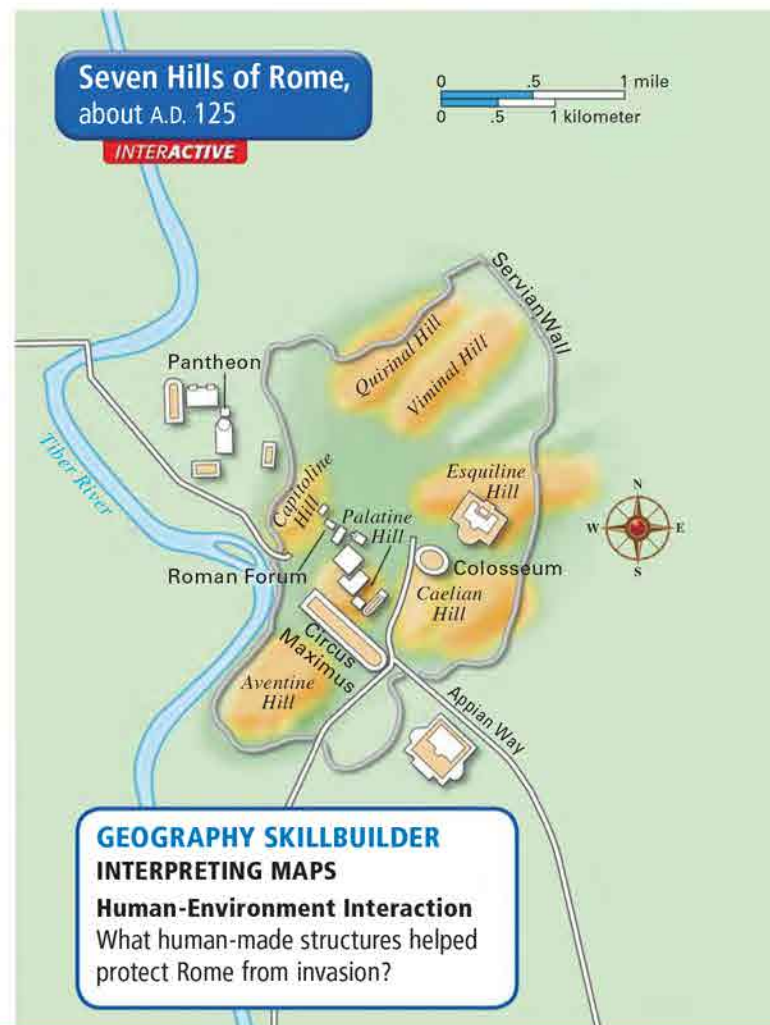 Seven Hills of Rome,
about A.D. 125
INTERACTIVE
0 .5 1 mile
0 .5 1 kilometer
Servian Wall
Quirinal Hill
Viminal Hill
Pantheon
Tiber River
Capitoline
Hill
Esquiline
Hill
Palatine
Hill
N
W E
S
Roman Forum
Colosseum
Caelian
Hill
Circus
Maximus
Aventine
Hill
Appian Way
GEOGRAPHY SKILLBUILDER
INTERPRETING MAPS
Human-Environment Interaction
What human-made structures helped
protect Rome from invasion?